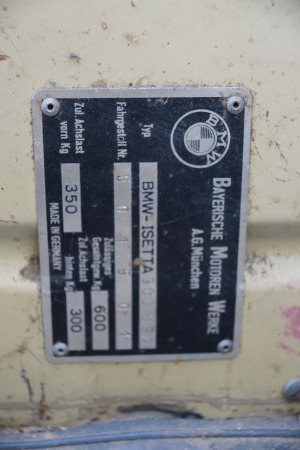 BMW
BAYERISCHE MOTOREN WERKE
A.G. München
Typ BMW-ISETTA
Fahrgestell Nr.
Zulässiges
Gesamtgew. Kg 600
Zul. Achslast
vorn Kg 350
Zul. Achslast
hinten Kg 300
MADE IN GERMANY